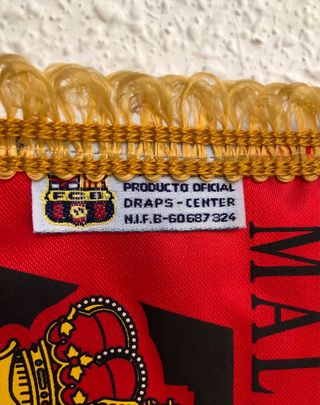 FCB
PRODUCTO OFICIAL
DRAPS-CENTER
N.I.F.B-60687324
MAL